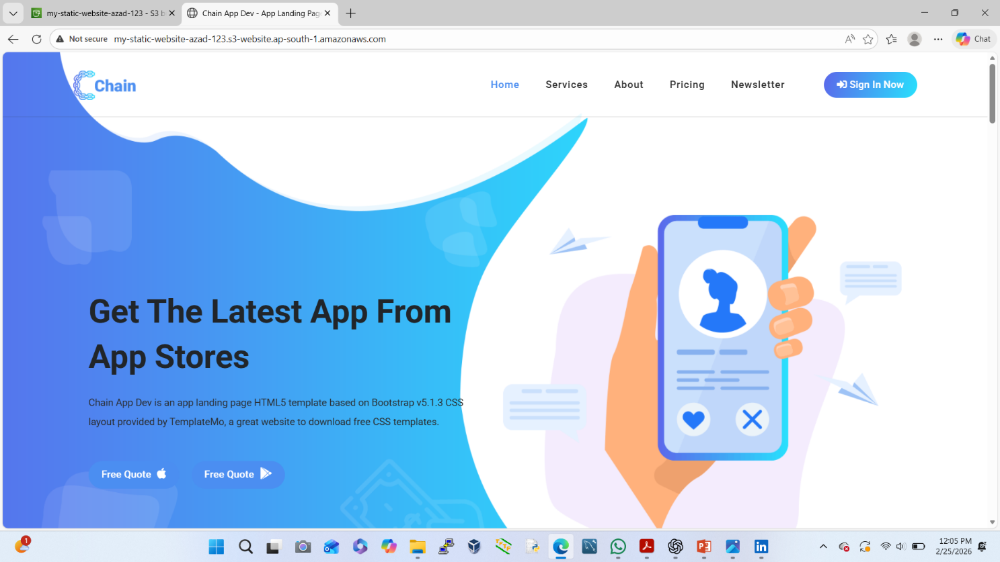 my-static-website-azad-123 - S3 b
Chain App Dev - App Landing Pag
Not secure
my-static-website-azad-123.s3-website.ap-south-1.amazonaws.com
Chat
Chain
Home
Services
About
Pricing
Newsletter
Sign In Now
Get The Latest App From
App Stores
Chain App Dev is an app landing page HTML5 template based on Bootstrap v5.1.3 CSS
layout provided by TemplateMo, a great website to download free CSS templates.
Free Quote
Free Quote
1
12:05 PM
2/25/2026